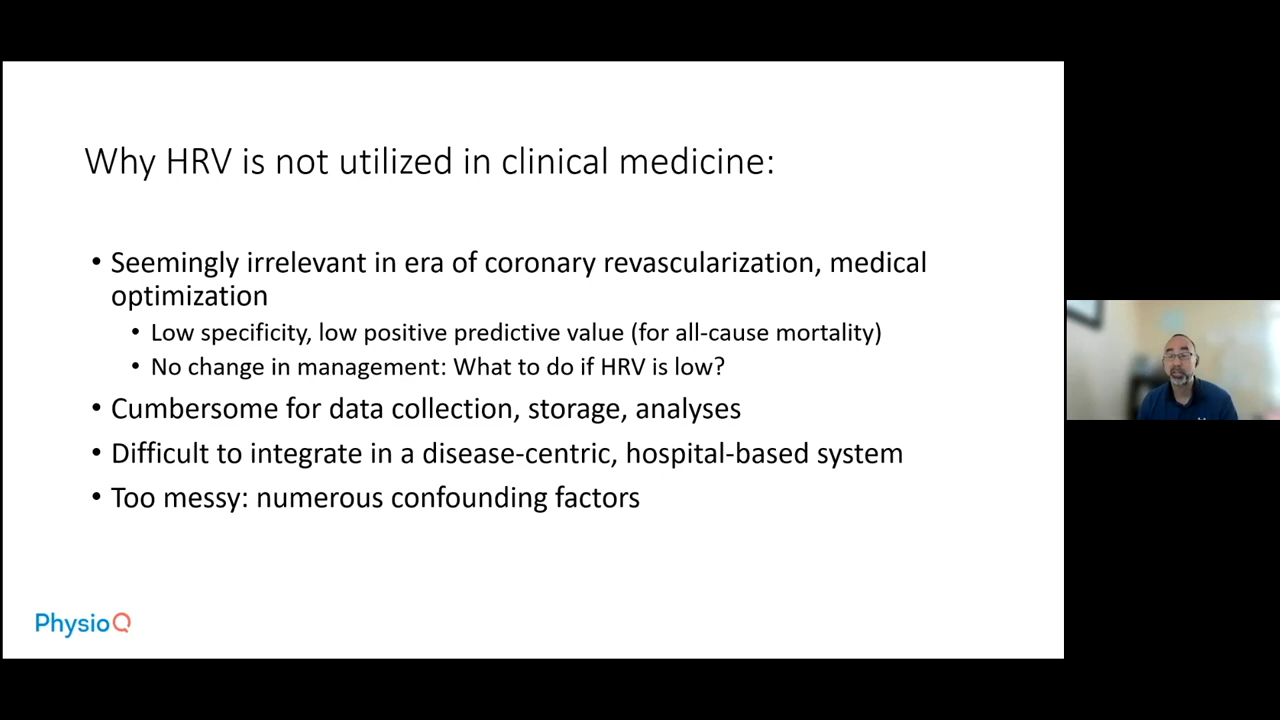 Why HRV is not utilized in clinical medicine:
• Seemingly irrelevant in era of coronary revascularization, medical
optimization
• Low specificity, low positive predictive value (for all-cause mortality)
• No change in management: What to do if HRV is low?
• Cumbersome for data collection, storage, analyses
• Difficult to integrate in a disease-centric, hospital-based system
• Too messy: numerous confounding factors
PhysioQ